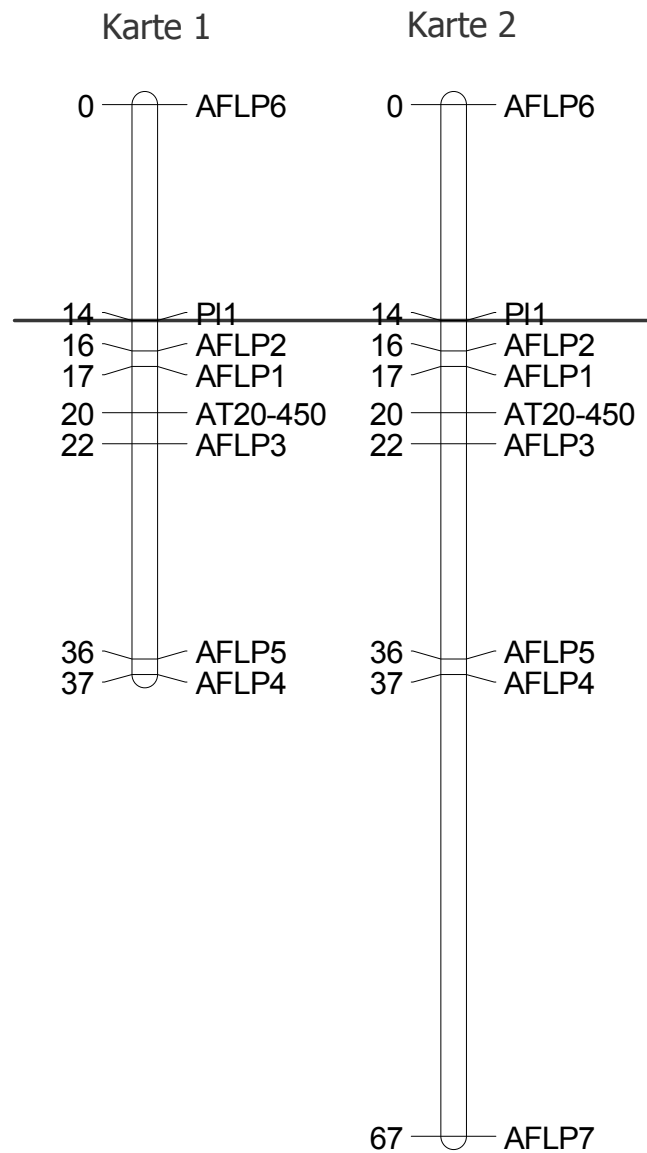 Karte 1 Karte 2
0 AFLP6 0 AFLP6
14 PI1 14 PI1
16 AFLP2 16 AFLP2
17 AFLP1 17 AFLP1
20 AT20-450 20 AT20-450
22 AFLP3 22 AFLP3
36 AFLP5 36 AFLP5
37 AFLP4 37 AFLP4
67 AFLP7